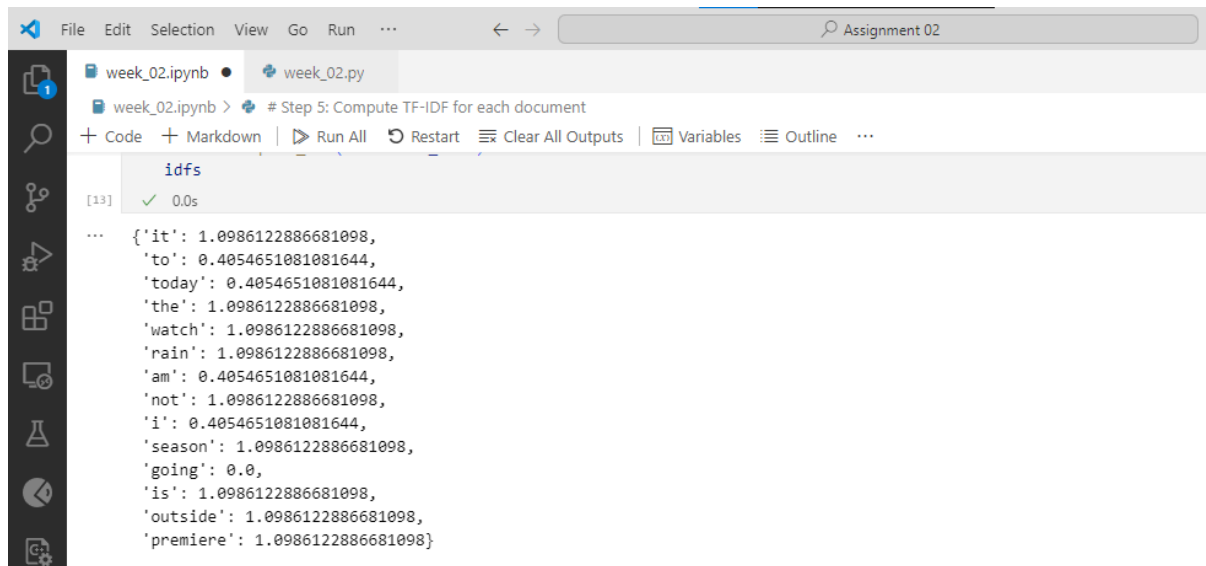 File Edit Selection View Go Run ··· ← → Assignment 02
1
week_02.ipynb ● week_02.py
week_02.ipynb > # Step 5: Compute TF-IDF for each document
+ Code + Markdown | Run All Restart Clear All Outputs | Variables Outline ···
idfs
[13] ✓ 0.0s
··· {'it': 1.0986122886681098,
'to': 0.4054651081081644,
'today': 0.4054651081081644,
'the': 1.0986122886681098,
'watch': 1.0986122886681098,
'rain': 1.0986122886681098,
'am': 0.4054651081081644,
'not': 1.0986122886681098,
'i': 0.4054651081081644,
'season': 1.0986122886681098,
'going': 0.0,
'is': 1.0986122886681098,
'outside': 1.0986122886681098,
'premiere': 1.0986122886681098}